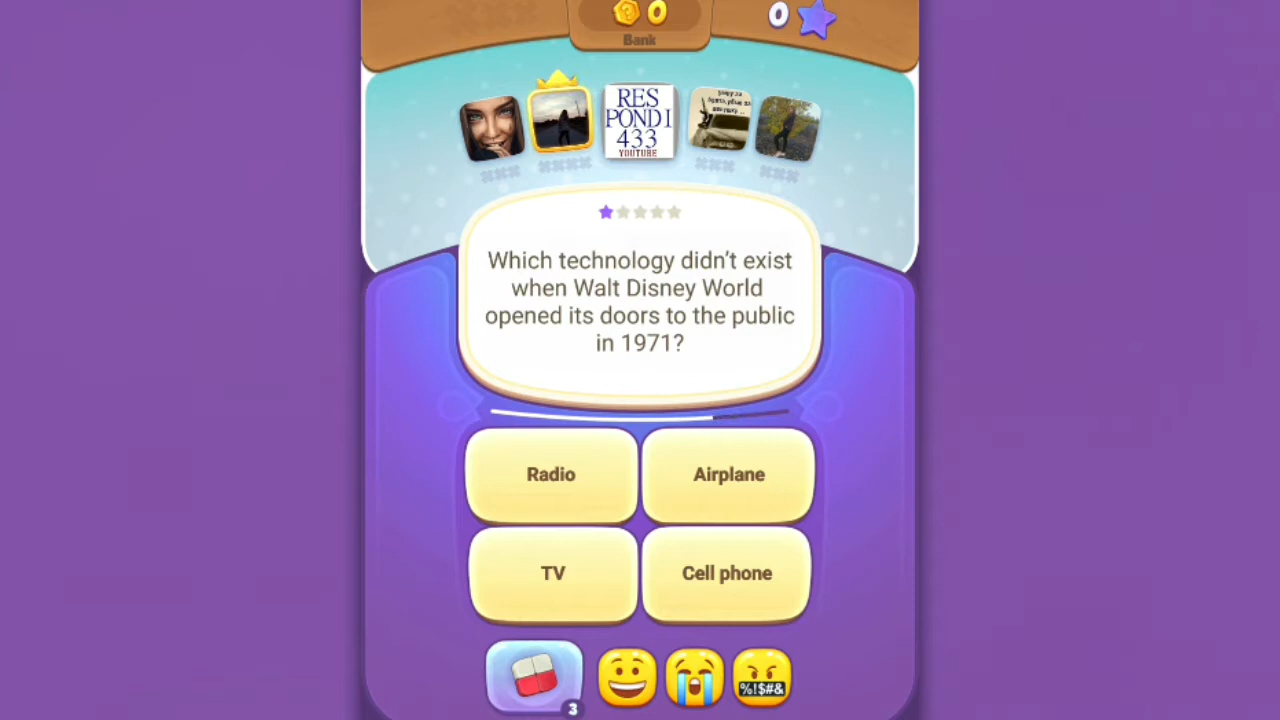 0
0
Bank
RES
POND I
433
YOUTUBE
Which technology didn't exist
when Walt Disney World
opened its doors to the public
in 1971?
Radio
Airplane
TV
Cell phone
3
%!$#&